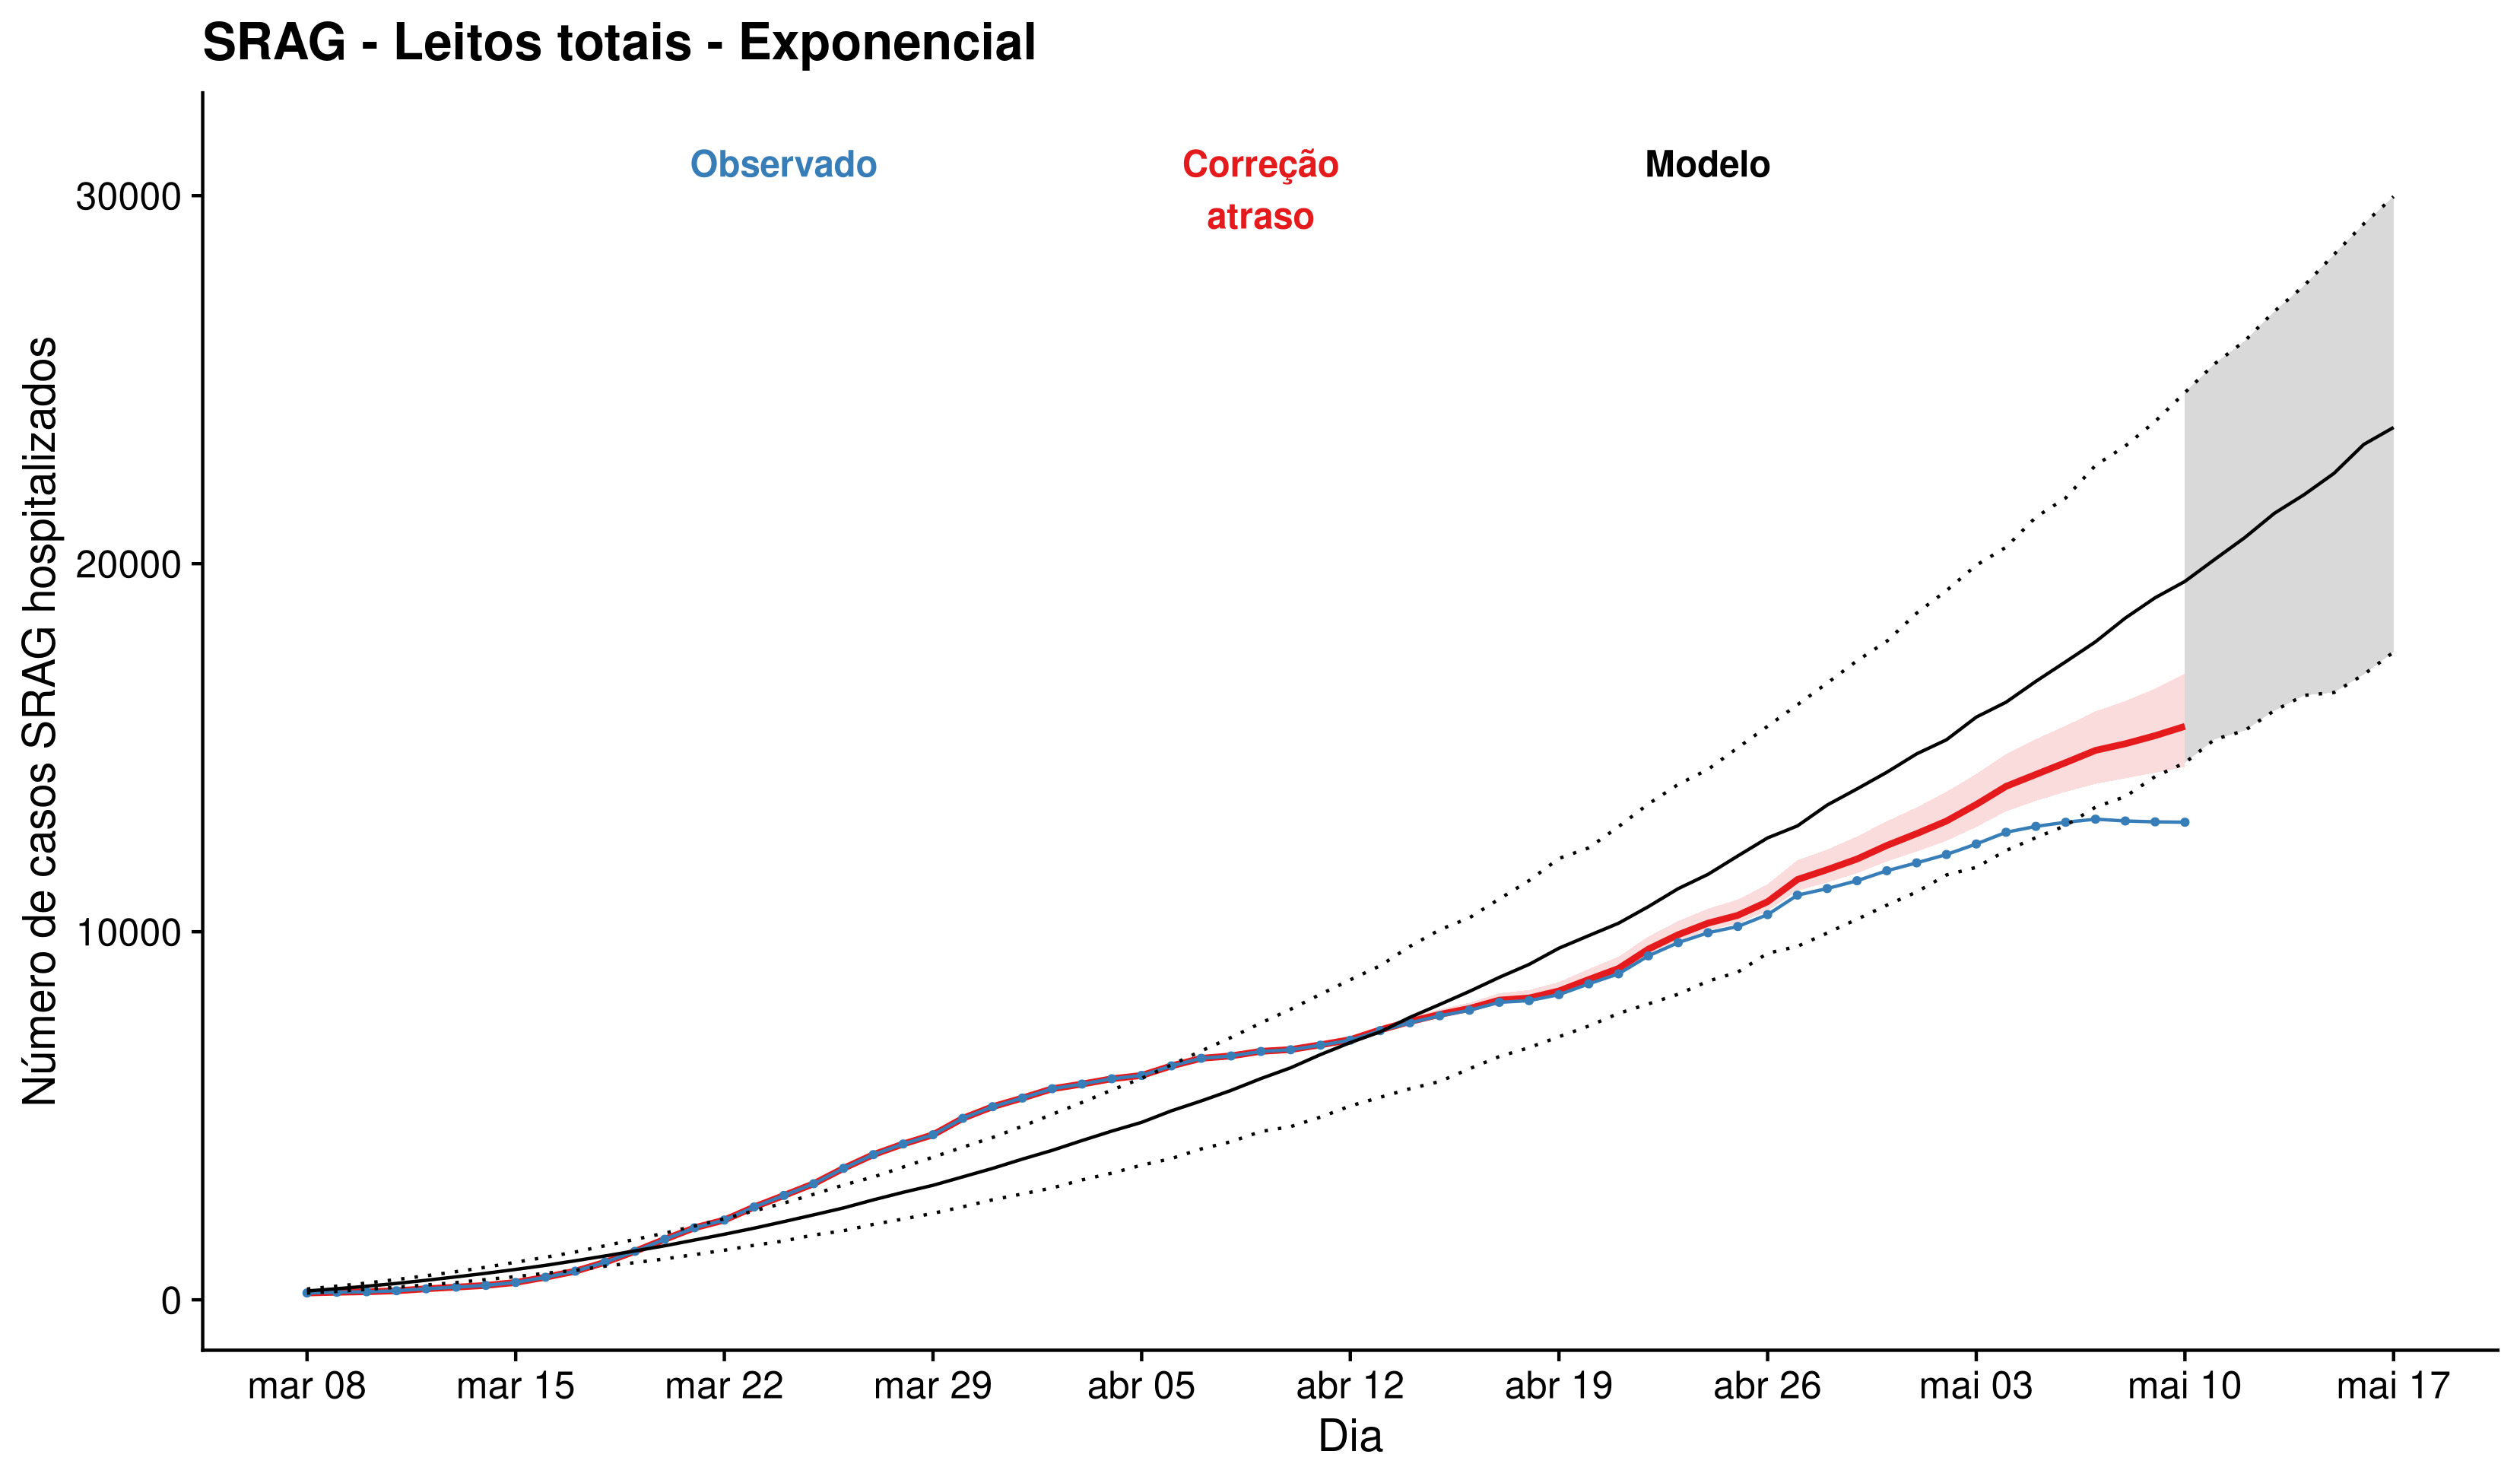 SRAG - Leitos totais - Exponencial
Observado
Correção
atraso
Modelo
Número de casos SRAG hospitalizados
30000
20000
10000
0
mar 08
mar 15
mar 22
mar 29
abr 05
abr 12
abr 19
abr 26
mai 03
mai 10
mai 17
Dia